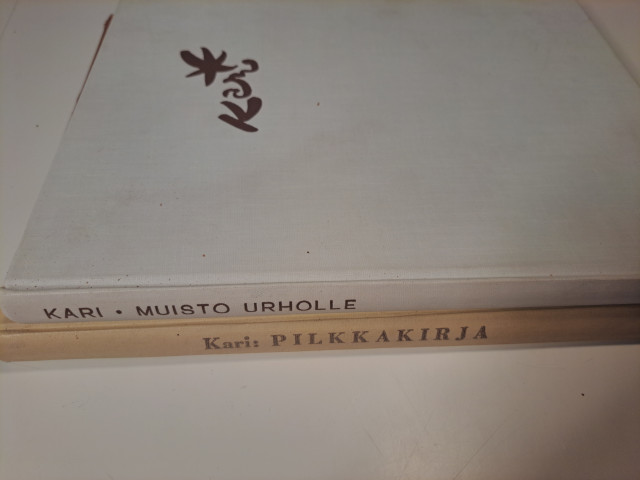 Kari
KARI • MUISTO URHOLLE
Kari: PILKKAKIRJA